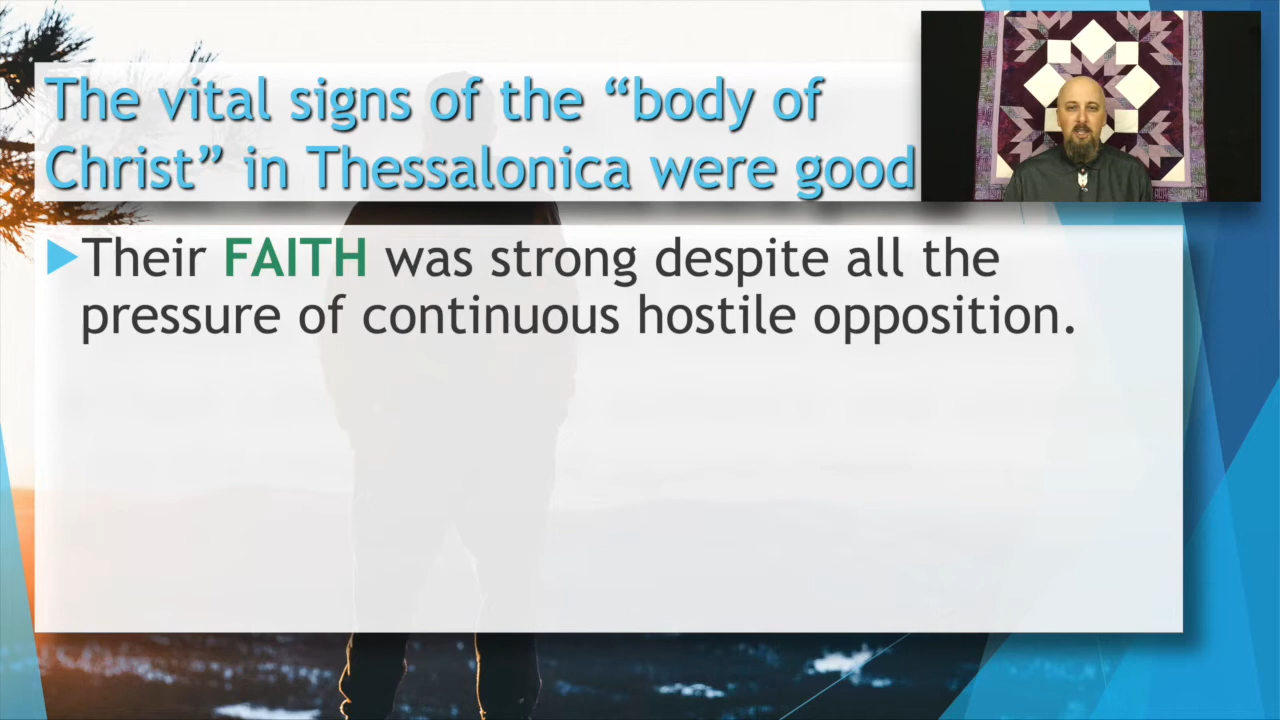 The vital signs of the “body of
Christ” in Thessalonica were good
Their FAITH was strong despite all the
pressure of continuous hostile opposition.